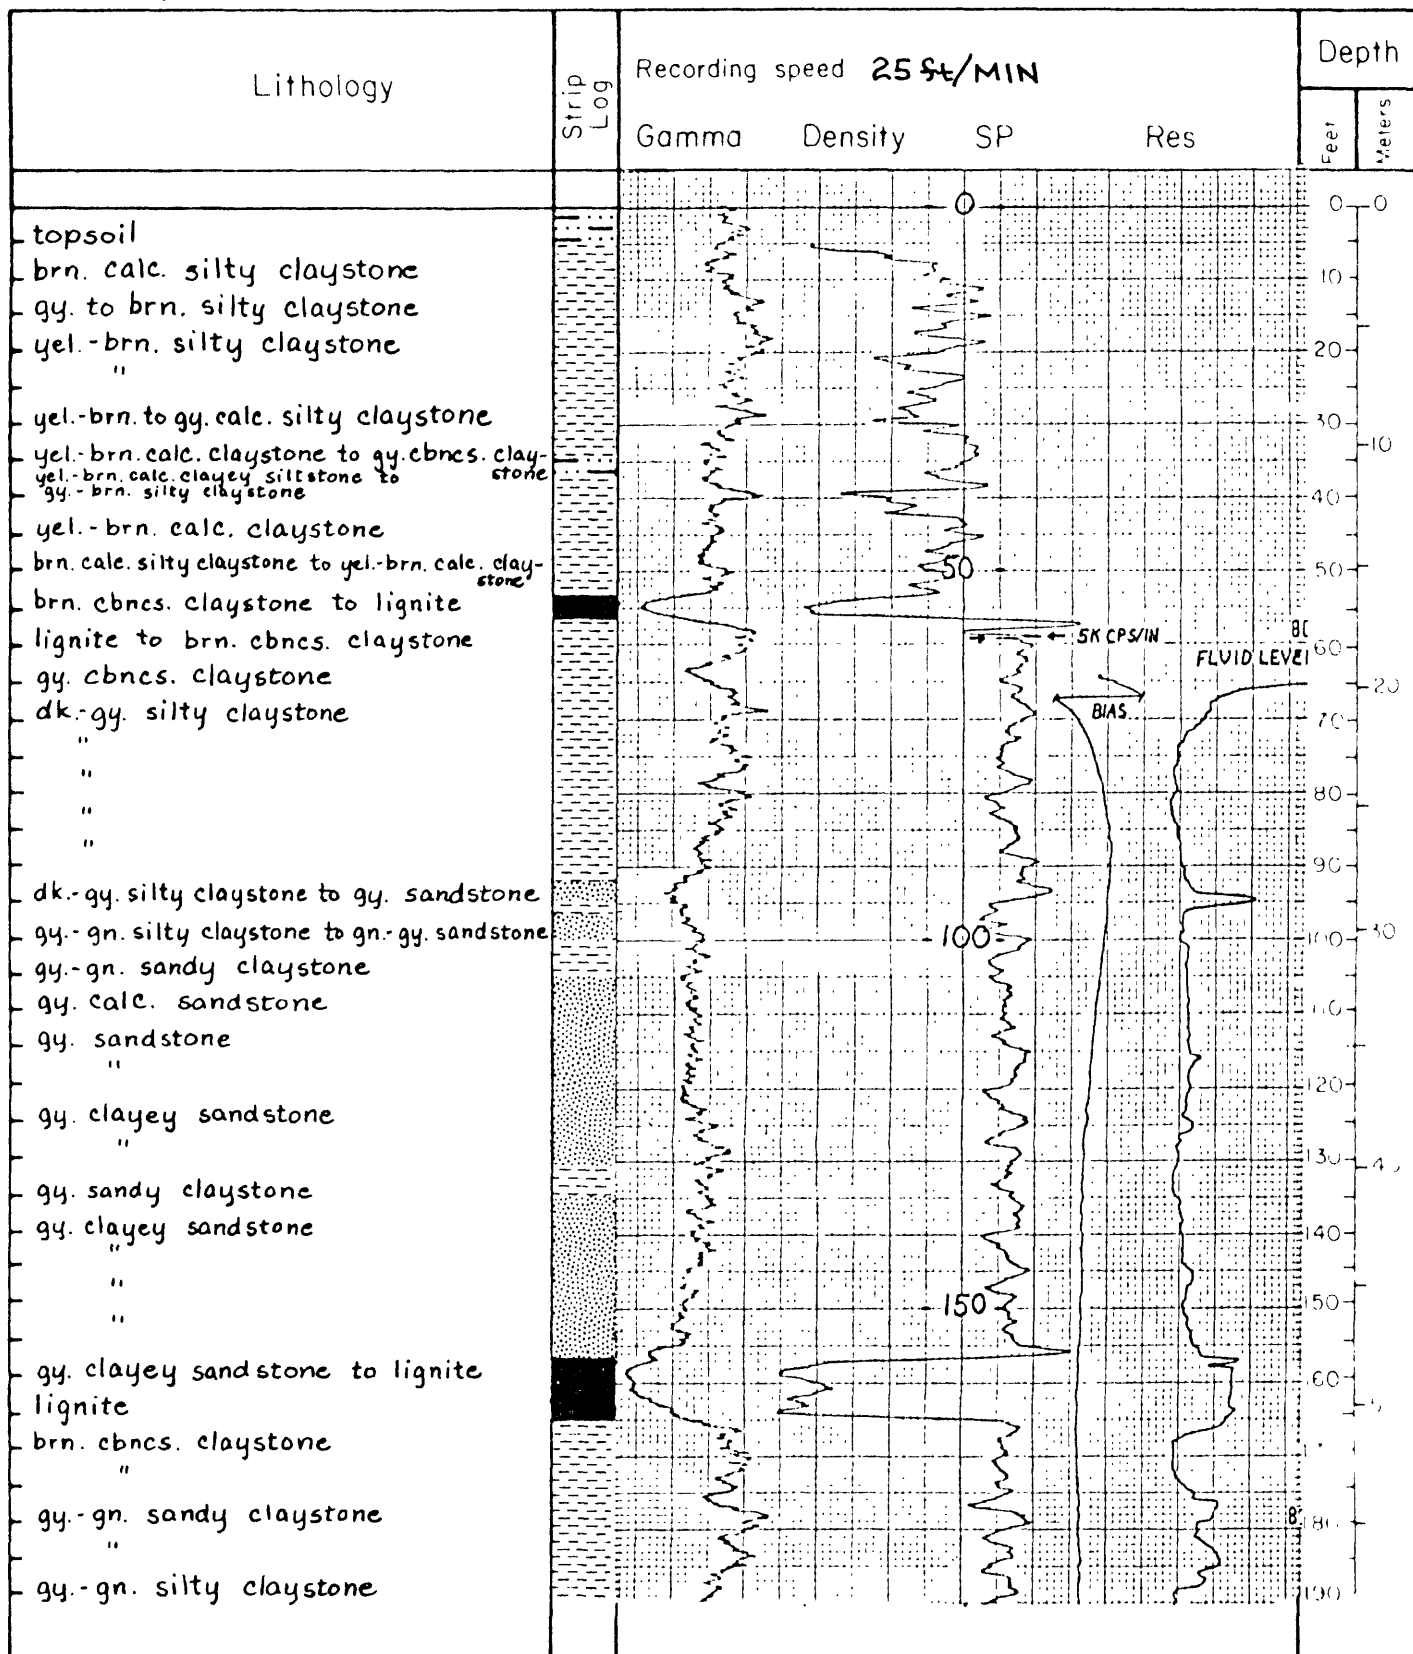 Lithology
Strip Log
Recording speed 25 ft/MIN
Gamma Density SP Res
Depth
Feet
Meters
0
0 0
topsoil
brn. calc. silty claystone
10
gy. to brn. silty claystone
yel.-brn. silty claystone
20
"
yel.-brn. to gy. calc. silty claystone
30
yel.-brn. calc. claystone to gy. cbncs. clay-
stone
10
yel.-brn. calc. clayey siltstone to
gy.-brn. silty claystone
40
yel.-brn. calc. claystone
brn. calc. silty claystone to yel.-brn. calc. clay-
stone
50
50
brn. cbncs. claystone to lignite
lignite to brn. cbncs. claystone
5K CPS/IN
60
FLUID LEVEL
gy. cbncs. claystone
20
dk.-gy. silty claystone
BIAS
70
"
"
80
"
"
90
dk.-gy. silty claystone to gy. sandstone
gy.-gn. silty claystone to gn.-gy. sandstone
100
100
30
gy.-gn. sandy claystone
gy. calc. sandstone
110
gy. sandstone
"
120
gy. clayey sandstone
"
130
gy. sandy claystone
gy. clayey sandstone
140
"
"
150
150
"
gy. clayey sandstone to lignite
160
lignite
brn. cbncs. claystone
"
gy.-gn. sandy claystone
180
"
gy.-gn. silty claystone
190